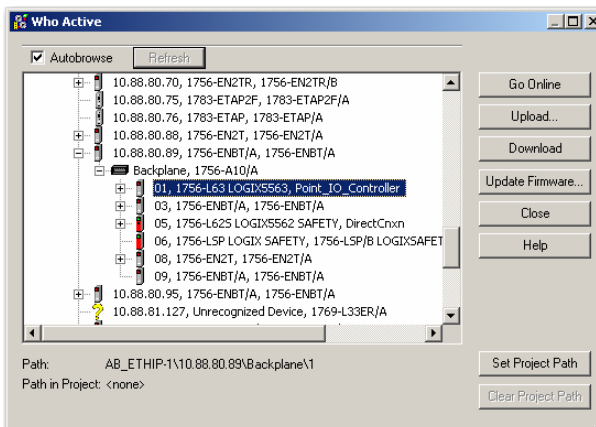 Who Active
Autobrowse
Refresh
10.88.80.70, 1756-EN2TR, 1756-EN2TR/B
10.88.80.75, 1783-ETAP2F, 1783-ETAP2F/A
10.88.80.76, 1783-ETAP, 1783-ETAP/A
10.88.80.88, 1756-EN2T, 1756-EN2T/A
10.88.80.89, 1756-ENBT/A, 1756-ENBT/A
Backplane, 1756-A10/A
01, 1756-L63 LOGIX5563, Point_IO_Controller
03, 1756-ENBT/A, 1756-ENBT/A
05, 1756-L62S LOGIX5562 SAFETY, DirectCnxn
06, 1756-LSP LOGIX SAFETY, 1756-LSP/B LOGIXSAFET
08, 1756-EN2T, 1756-EN2T/A
09, 1756-ENBT/A, 1756-ENBT/A
10.88.80.95, 1756-ENBT/A, 1756-ENBT/A
10.88.81.127, Unrecognized Device, 1769-L33ER/A
Go Online
Upload...
Download
Update Firmware...
Close
Help
Path: AB_ETHIP-1\10.88.80.89\Backplane\1
Path in Project: <none>
Set Project Path
Clear Project Path